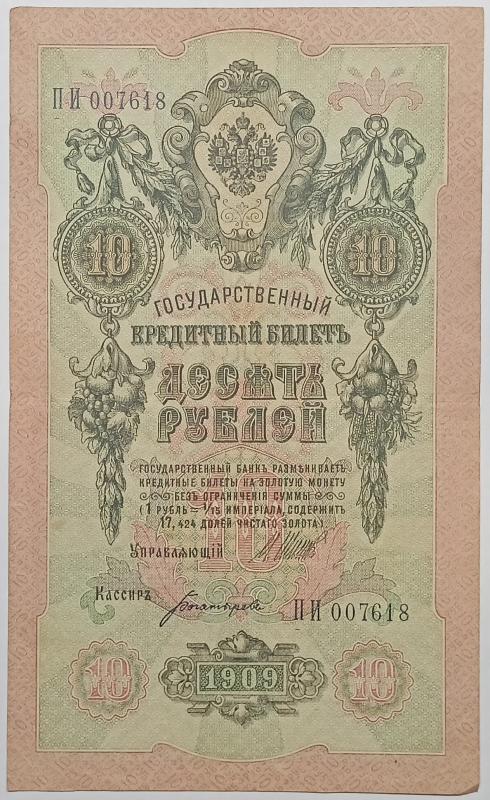 ПИ 007618
10 10
ГОСУДАРСТВЕННЫЙ
КРЕДИТНЫЙ БИЛЕТЪ
ДЕСЯТЬ
РУБЛЕЙ
ГОСУДАРСТВЕННЫЙ БАНКЪ РАЗМѢНИВАЕТЪ
КРЕДИТНЫЕ БИЛЕТЫ НА ЗОЛОТУЮ МОНЕТУ
БЕЗЪ ОГРАНИЧЕНІЯ СУММЫ
(1 РУБЛЬ = 1/15 ИМПЕРІАЛА, СОДЕРЖИТЪ
17,424 ДОЛЕЙ ЧИСТАГО ЗОЛОТА)
10
УПРАВЛЯЮЩІЙ
Кассиръ
ПИ 007618
10 1909 10